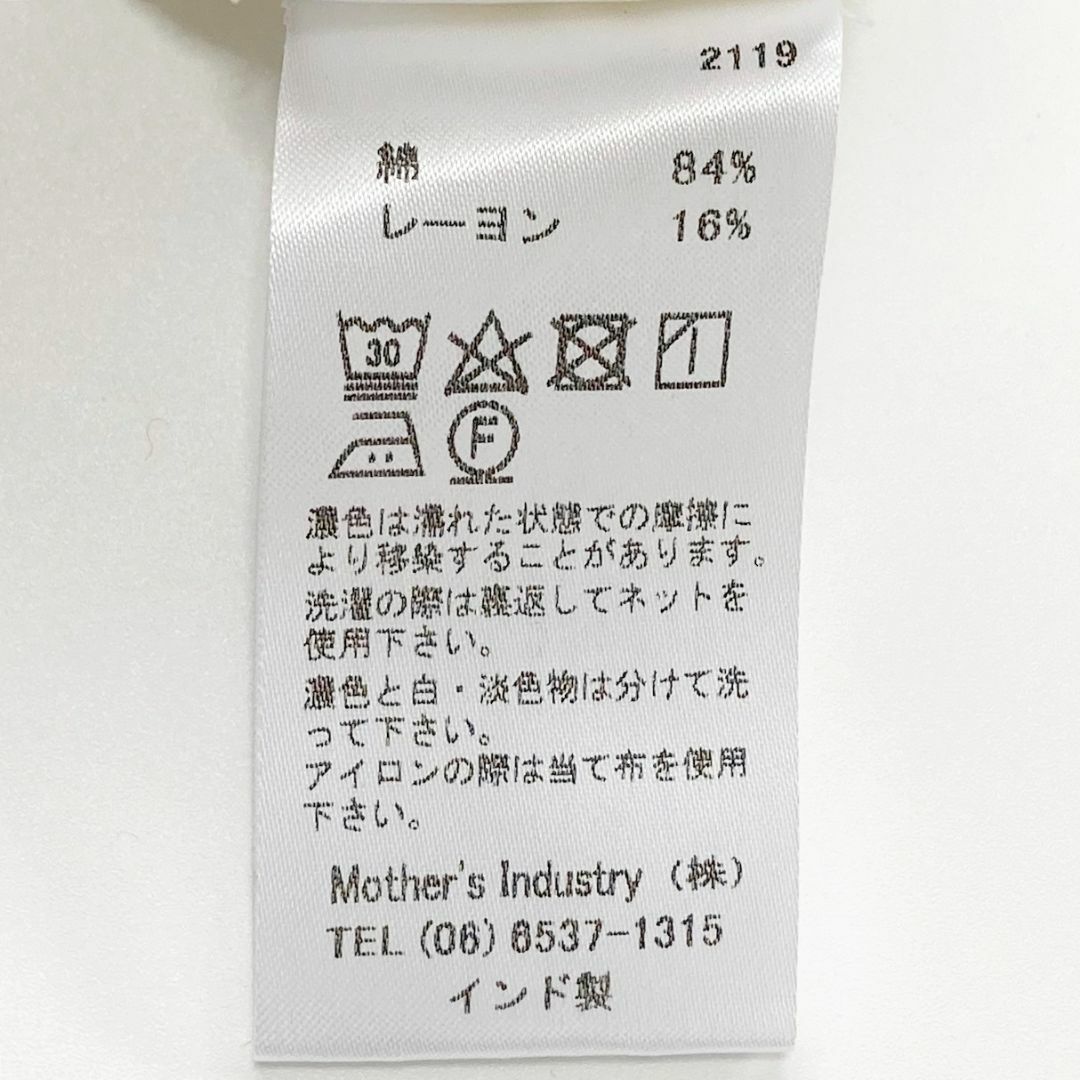 2119
綿 84%
レーヨン 16%
30
F
濃色は濡れた状態での摩擦に
より移染することがあります。
洗濯の際は裏返してネットを
使用下さい。
濃色と白・淡色物は分けて洗
って下さい。
アイロンの際は当て布を使用
下さい。
Mother's Industry (株)
TEL (06) 6537-1315
インド製